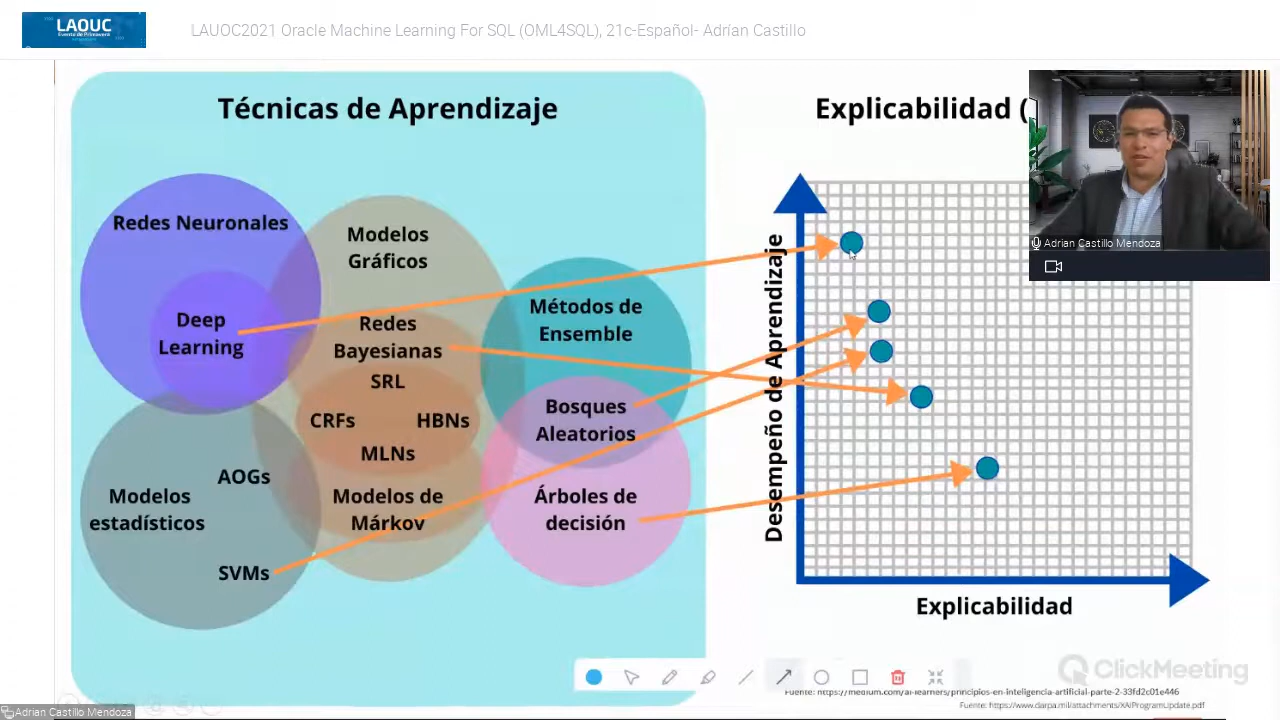 LAOUC
Evento de Primavera
LAUOC2021 Oracle Machine Learning For SQL (OML4SQL), 21c-Español- Adrían Castillo
Técnicas de Aprendizaje
Redes Neuronales
Deep
Learning
Modelos
Gráficos
Redes
Bayesianas
SRL
CRFs
HBNs
MLNs
Modelos de
Márkov
Métodos de
Ensemble
Bosques
Aleatorios
Árboles de
decisión
AOGs
Modelos
estadísticos
SVMs
Explicabilidad (
Desempeño de Aprendizaje
Explicabilidad
Adrian Castillo Mendoza
ClickMeeting
Fuente: https://medium.com/ai-learners/principios-en-inteligencia-artificial-parte-2-33fd2c01e446
Fuente: https://www.darpa.mil/attachments/XAIProgramUpdate.pdf
Adrian Castillo Mendoza